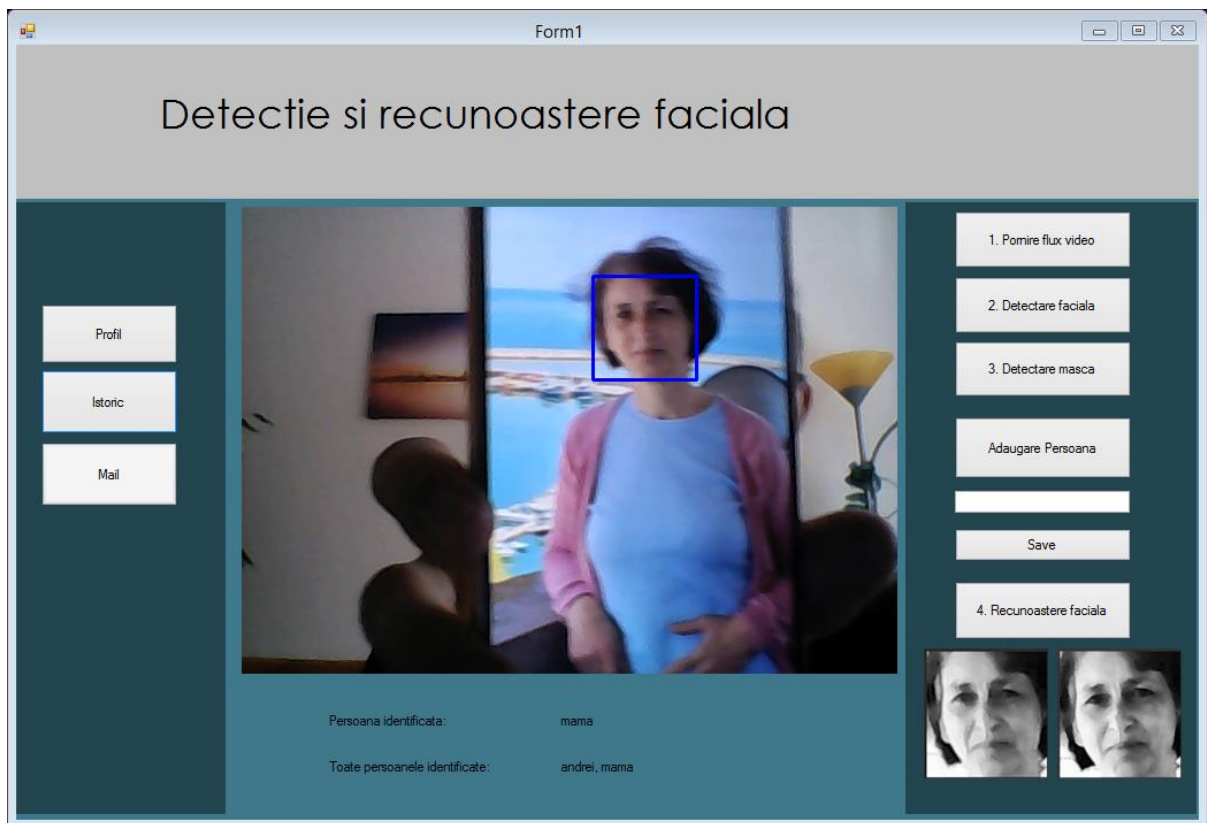 Form1
Detectie si recunoastere faciala
Profil
Istoric
Mail
1. Pornire flux video
2. Detectare faciala
3. Detectare masca
Adaugare Persoana
Save
4. Recunoastere faciala
Persoana identificata: mama
Toate persoanele identificate: andrei, mama